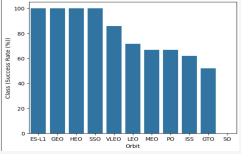 Class (Success Rate (%))
100
80
60
40
20
0
ES-L1 GEO HEO SSO VLEO LEO MEO PO ISS GTO SO
Orbit